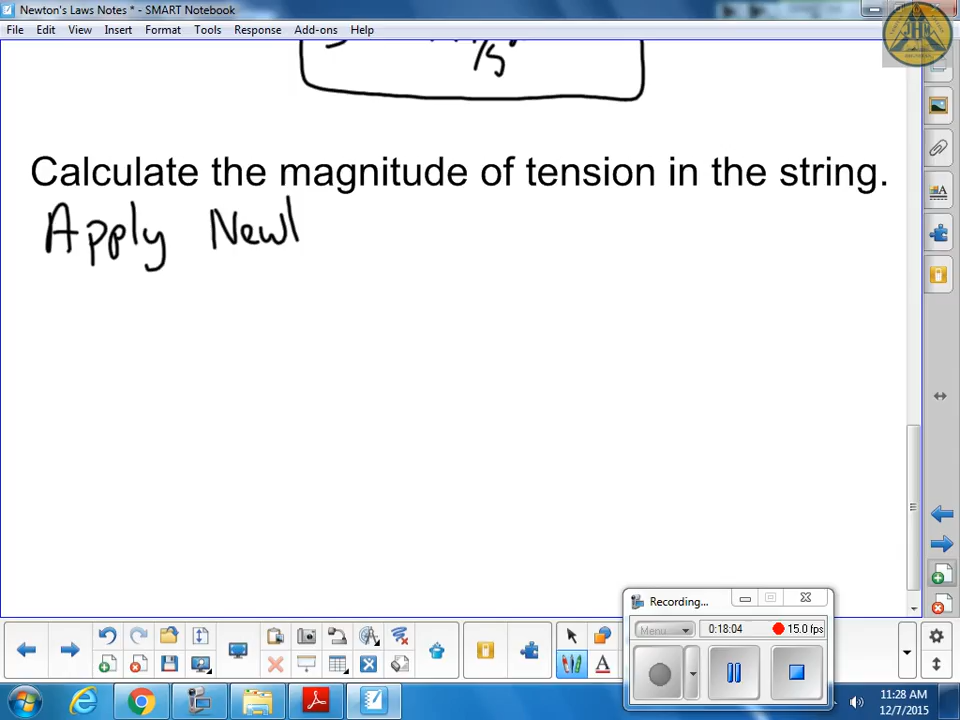 Newton's Laws Notes * - SMART Notebook
File Edit View Insert Format Tools Response Add-ons Help
/s
Calculate the magnitude of tension in the string.
Apply Newt
Recording...
Menu 0:18:04 15.0 fps
11:28 AM
12/7/2015